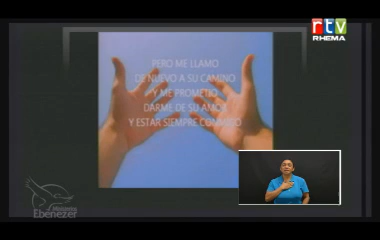 rtv
RHEMA
PERO ME LLAMO
DE NUEVO A SU CAMINO
Y ME PROMETIO
DARME DE SU AMOR
Y ESTAR SIEMPRE CONMIGO
Ministerios
Ebenezer